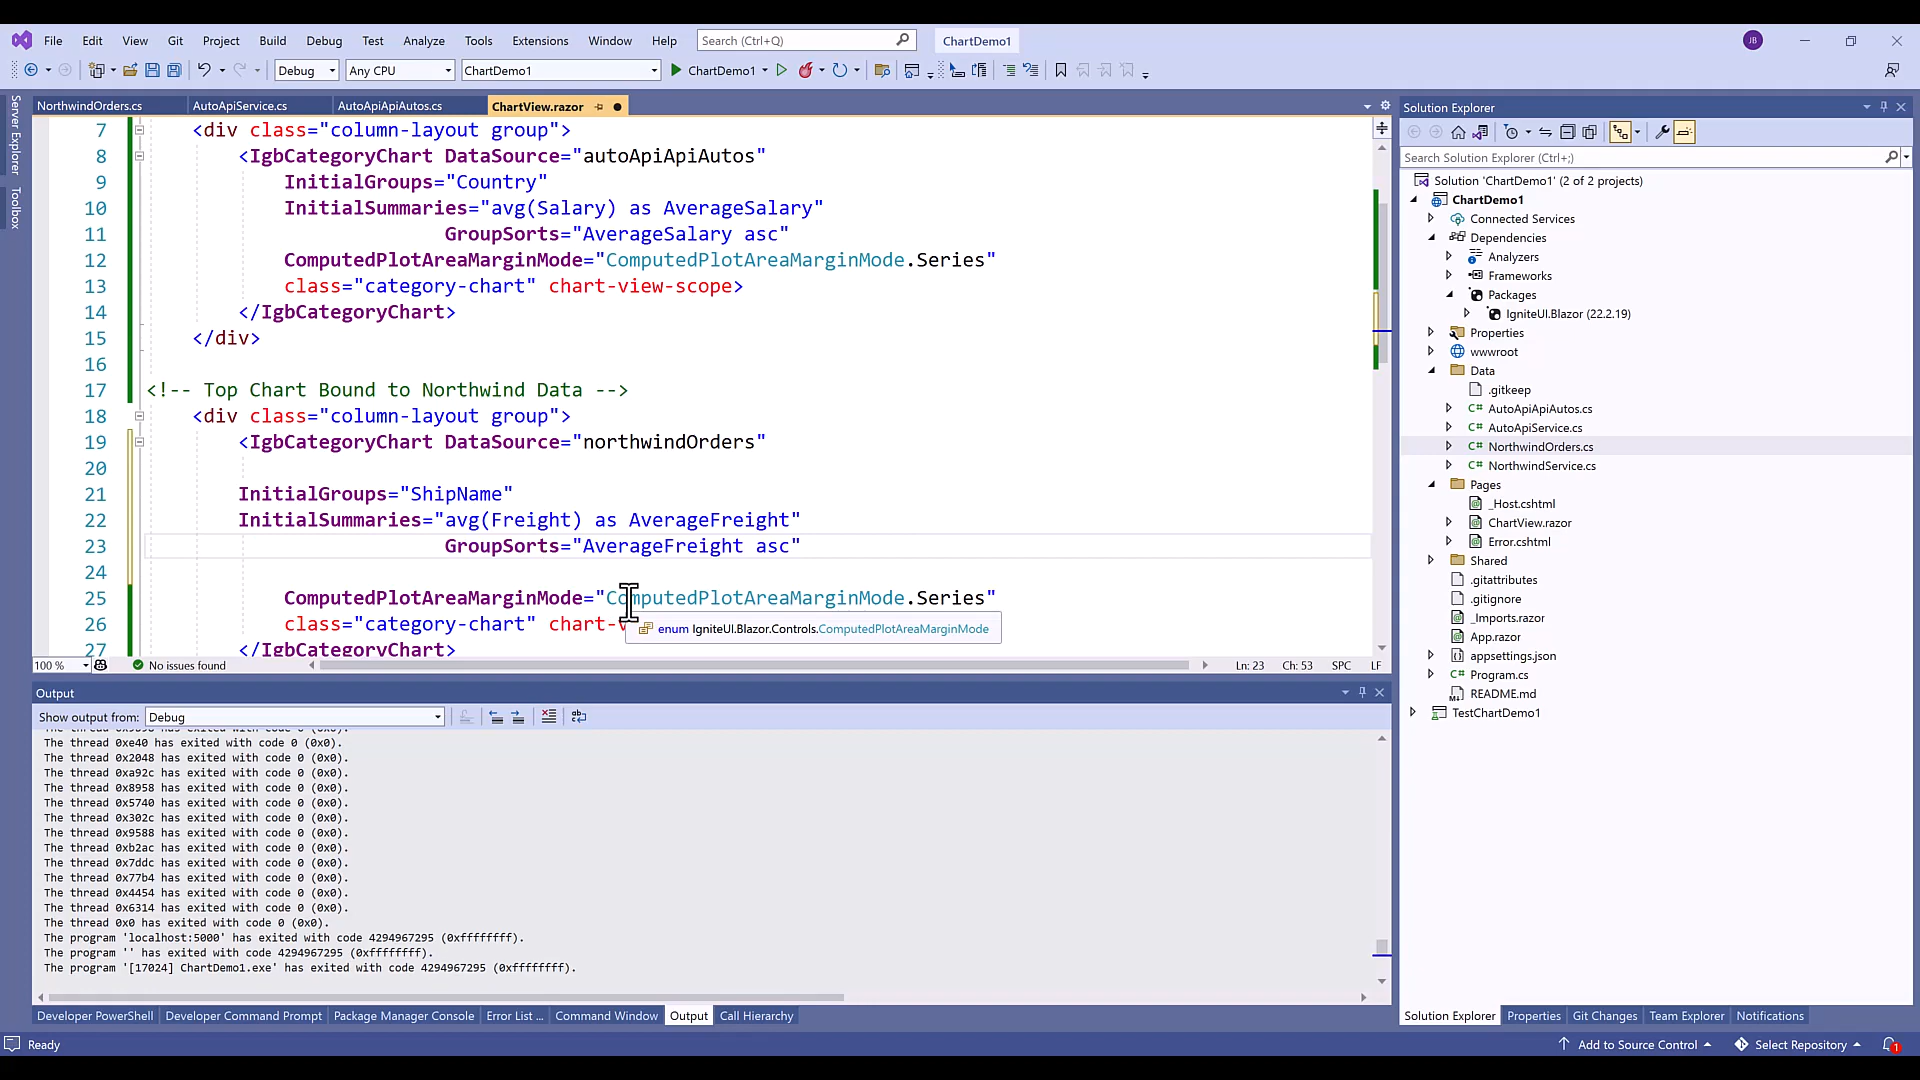 File Edit View Git Project Build Debug Test Analyze Tools Extensions Window Help Search (Ctrl+Q) ChartDemo1 JB
Debug Any CPU ChartDemo1 ChartDemo1
NorthwindOrders.cs AutoApiService.cs AutoApiApiAutos.cs ChartView.razor
Server Explorer
Toolbox
7 <div class="column-layout group">
8 <IgbCategoryChart DataSource="autoApiApiAutos"
9 InitialGroups="Country"
10 InitialSummaries="avg(Salary) as AverageSalary"
11 GroupSorts="AverageSalary asc"
12 ComputedPlotAreaMarginMode="ComputedPlotAreaMarginMode.Series"
13 class="category-chart" chart-view-scope>
14 </IgbCategoryChart>
15 </div>
16
17 <!-- Top Chart Bound to Northwind Data -->
18 <div class="column-layout group">
19 <IgbCategoryChart DataSource="northwindOrders"
20
21 InitialGroups="ShipName"
22 InitialSummaries="avg(Freight) as AverageFreight"
23 GroupSorts="AverageFreight asc"
24
25 ComputedPlotAreaMarginMode="ComputedPlotAreaMarginMode.Series"
26 class="category-chart" chart-v
enum IgniteUI.Blazor.Controls.ComputedPlotAreaMarginMode
27 </IgbCategoryChart>
100 % No issues found Ln: 23 Ch: 53 SPC LF
Output
Show output from: Debug
The thread 0xe40 has exited with code 0 (0x0).
The thread 0x2048 has exited with code 0 (0x0).
The thread 0xa92c has exited with code 0 (0x0).
The thread 0x8958 has exited with code 0 (0x0).
The thread 0x5740 has exited with code 0 (0x0).
The thread 0x302c has exited with code 0 (0x0).
The thread 0x9588 has exited with code 0 (0x0).
The thread 0xb2ac has exited with code 0 (0x0).
The thread 0x7ddc has exited with code 0 (0x0).
The thread 0x77b4 has exited with code 0 (0x0).
The thread 0x4454 has exited with code 0 (0x0).
The thread 0x6314 has exited with code 0 (0x0).
The thread 0x0 has exited with code 0 (0x0).
The program 'localhost:5000' has exited with code 4294967295 (0xffffffff).
The program '' has exited with code 4294967295 (0xffffffff).
The program '[17024] ChartDemo1.exe' has exited with code 4294967295 (0xffffffff).
Developer PowerShell Developer Command Prompt Package Manager Console Error List ... Command Window Output Call Hierarchy
Solution Explorer
Search Solution Explorer (Ctrl+;)
Solution 'ChartDemo1' (2 of 2 projects)
ChartDemo1
Connected Services
Dependencies
Analyzers
Frameworks
Packages
IgniteUI.Blazor (22.2.19)
Properties
wwwroot
Data
.gitkeep
C# AutoApiApiAutos.cs
C# AutoApiService.cs
C# NorthwindOrders.cs
C# NorthwindService.cs
Pages
_Host.cshtml
ChartView.razor
Error.cshtml
Shared
.gitattributes
.gitignore
_Imports.razor
App.razor
appsettings.json
Program.cs
README.md
TestChartDemo1
Solution Explorer Properties Git Changes Team Explorer Notifications
Ready Add to Source Control Select Repository 1